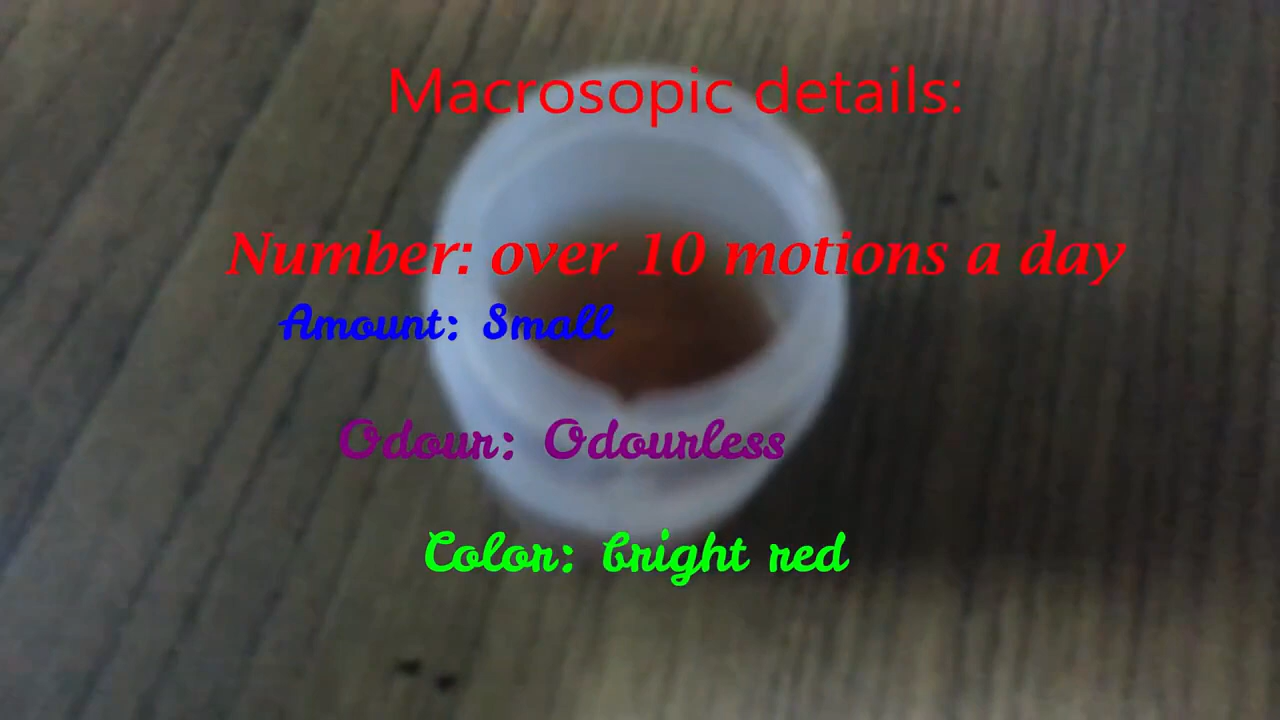 Macrosopic details:
Number: over 10 motions a day
Amount: Small
Odour: Odourless
Color: bright red